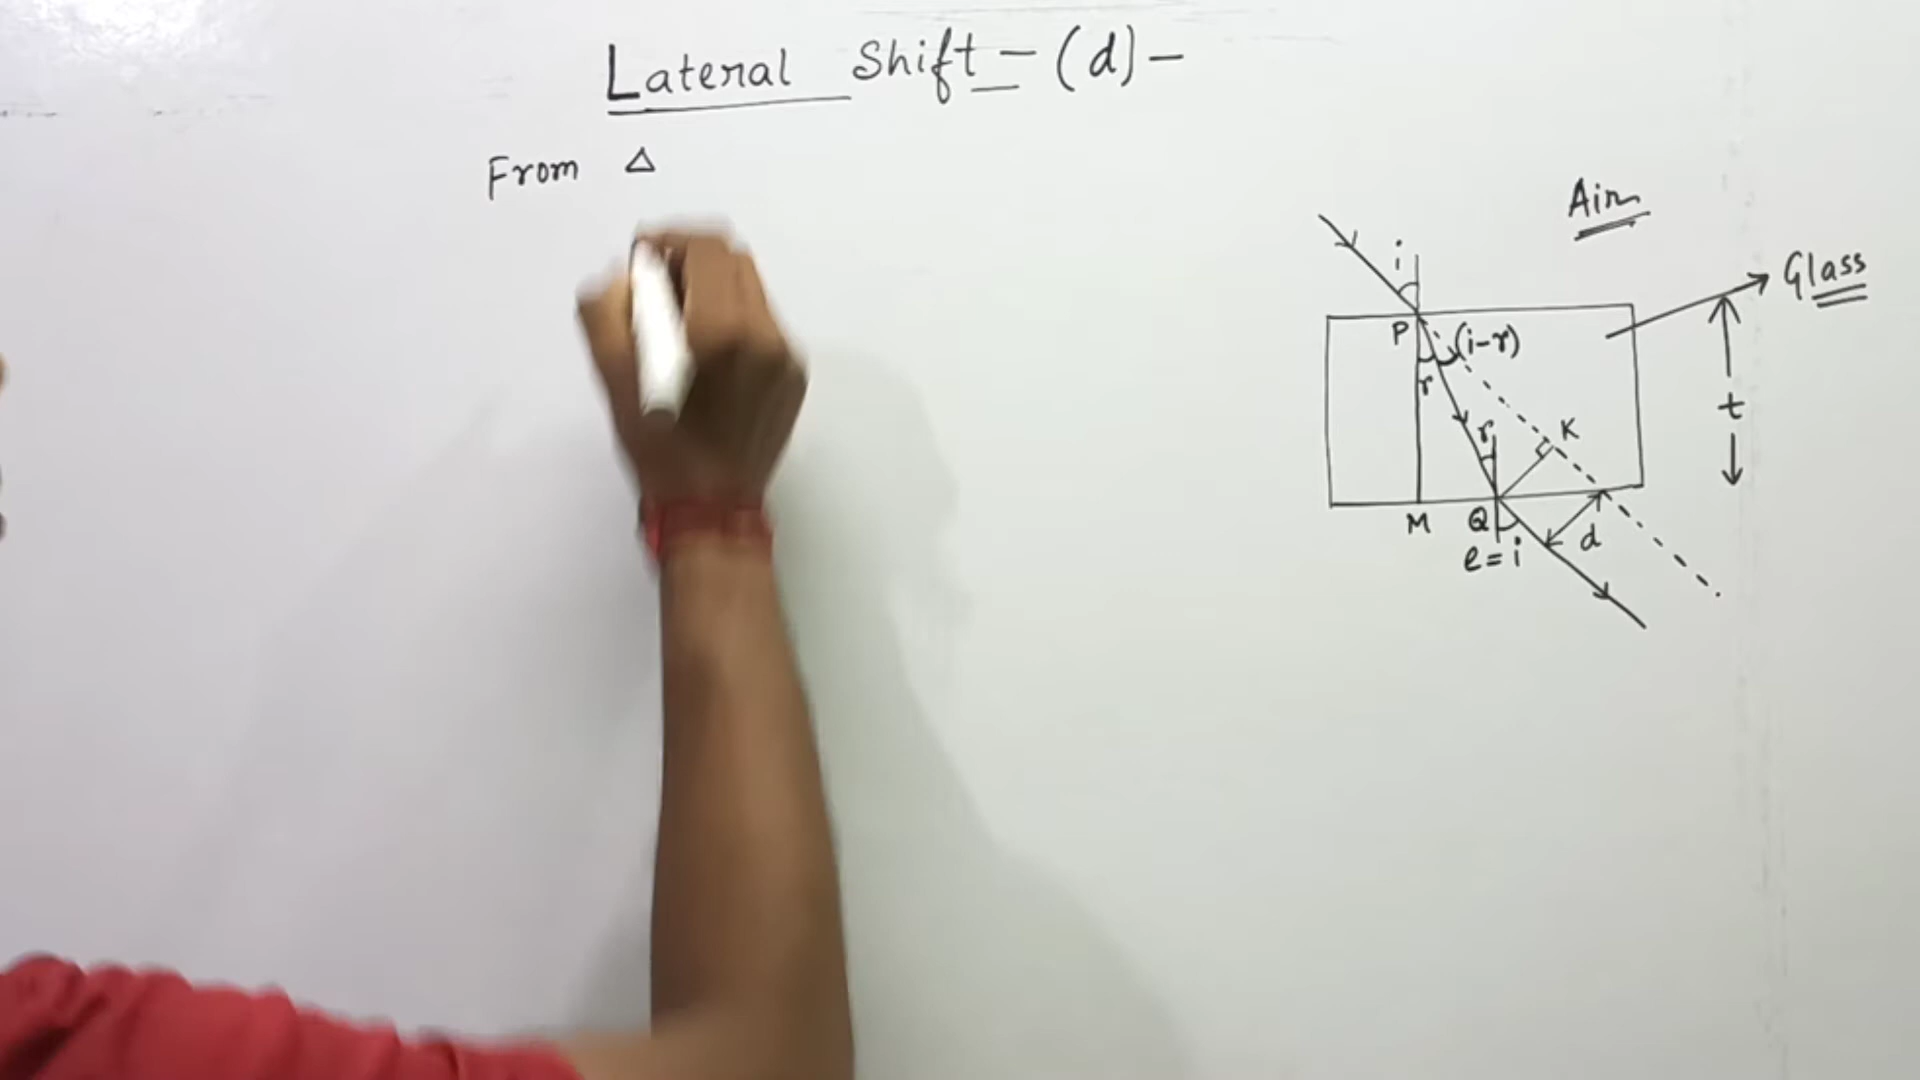 Lateral Shift - (d) -
From Δ
Air
Glass
i
P
(i-r)
r
t
r
K
M
Q
d
e=i